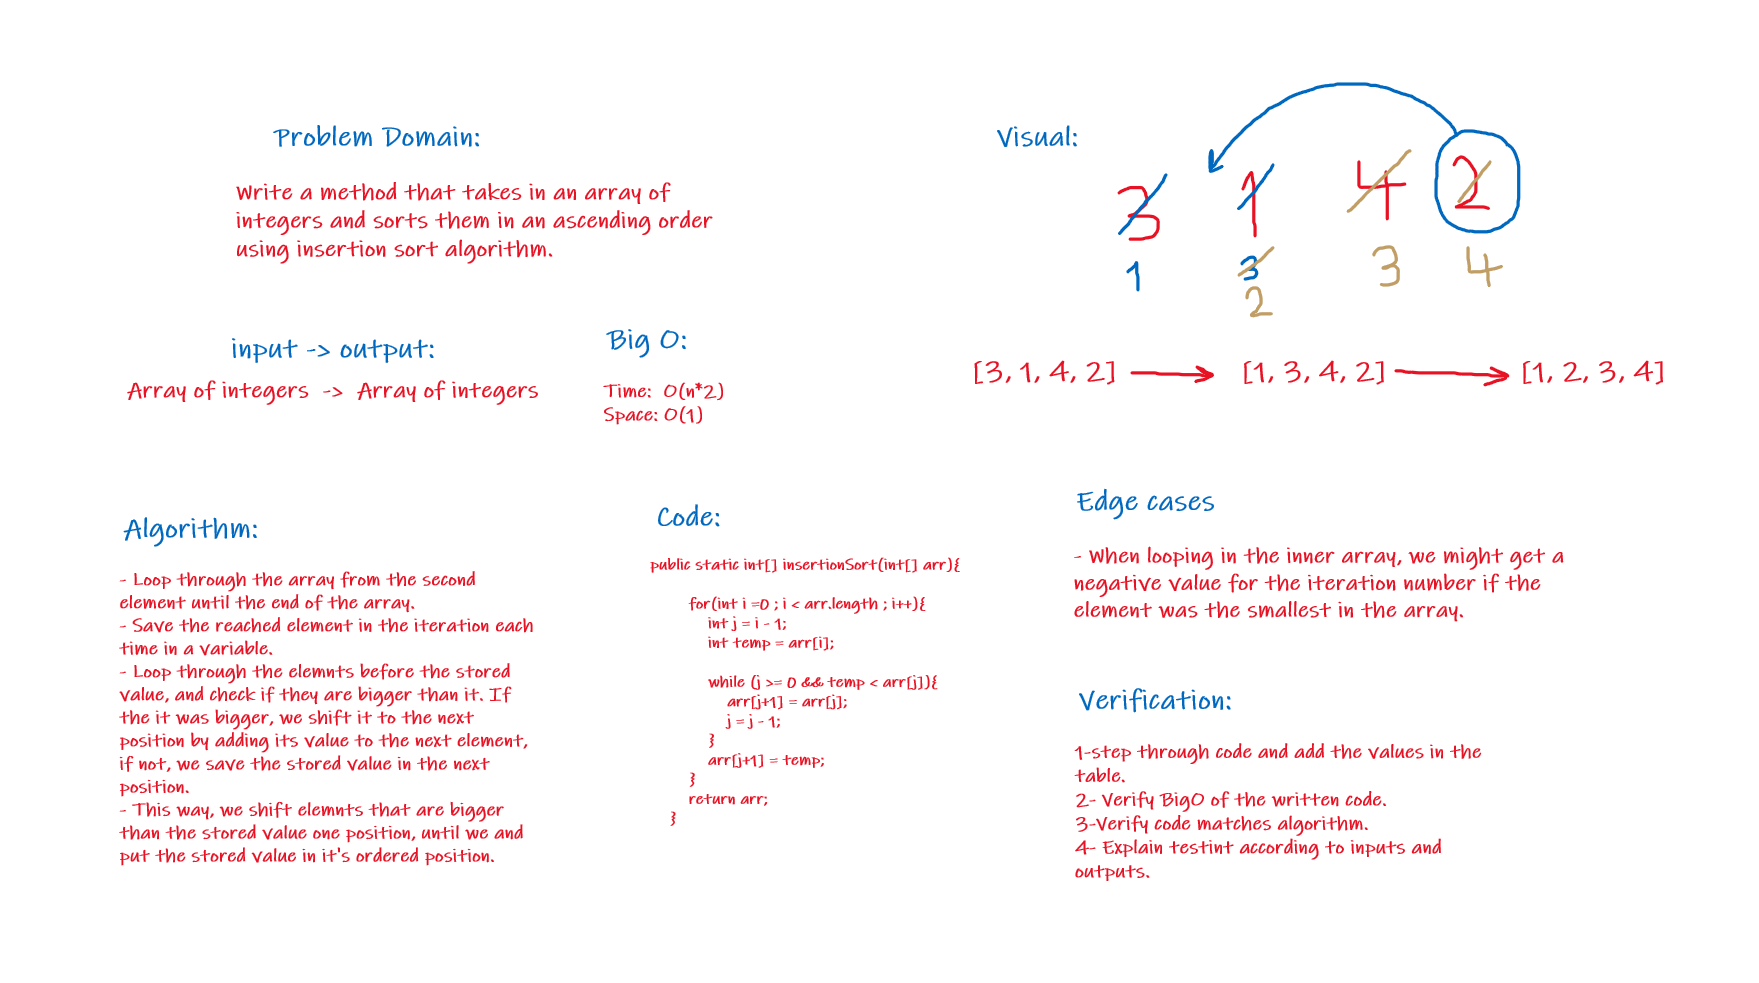 Problem Domain:
Write a method that takes in an array of
integers and sorts them in an ascending order
using insertion sort algorithm.
input -> output:
Array of integers -> Array of integers
Big O:
Time: O(n*2)
Space: O(1)
Visual:
3 1 4 2
1 3 3 4
2
[3, 1, 4, 2] [1, 3, 4, 2] [1, 2, 3, 4]
Algorithm:
- Loop through the array from the second
element until the end of the array.
- Save the reached element in the iteration each
time in a variable.
- Loop through the elemnts before the stored
value, and check if they are bigger than it. If
the it was bigger, we shift it to the next
position by adding its value to the next element,
if not, we save the stored value in the next
position.
- This way, we shift elemnts that are bigger
than the stored value one position, until we and
put the stored value in it's ordered position.
Code:
public static int[] insertionSort(int[] arr){
for(int i =0 ; i < arr.length ; i++){
int j = i - 1;
int temp = arr[i];
while (j >= 0 && temp < arr[j]){
arr[j+1] = arr[j];
j = j - 1;
}
arr[j+1] = temp;
}
return arr;
}
Edge cases
- When looping in the inner array, we might get a
negative value for the iteration number if the
element was the smallest in the array.
Verification:
1-step through code and add the values in the
table.
2- Verify BigO of the written code.
3-Verify code matches algorithm.
4- Explain testint according to inputs and
outputs.